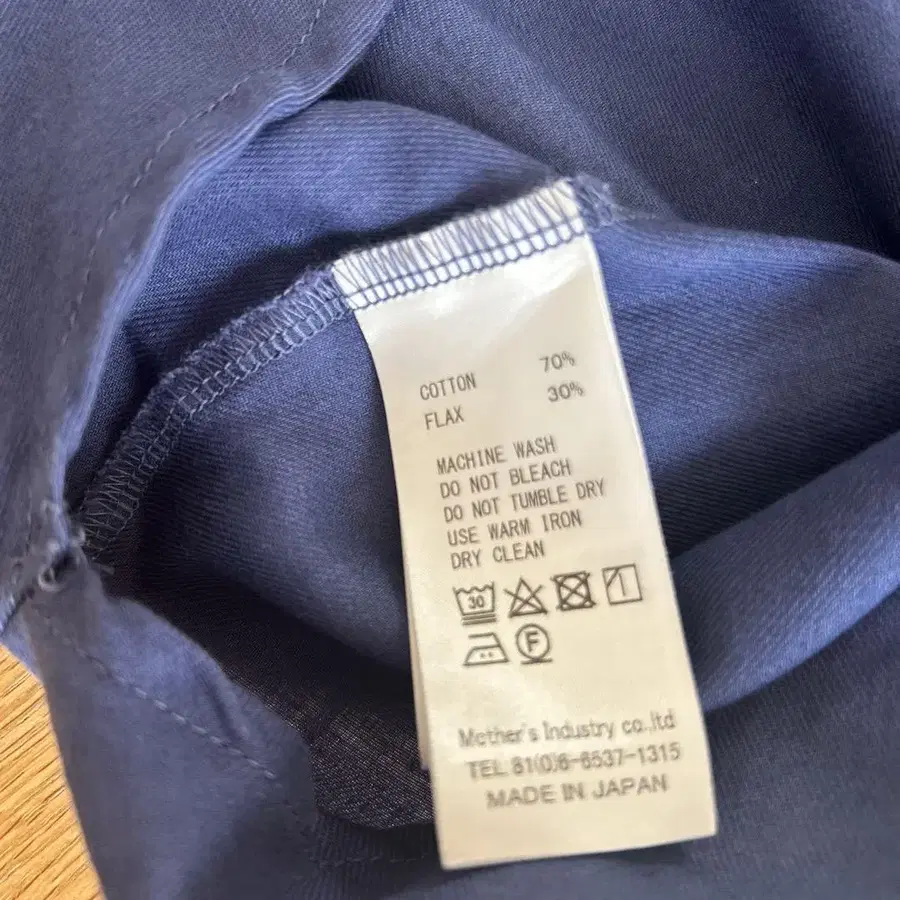 COTTON 70%
FLAX 30%
MACHINE WASH
DO NOT BLEACH
DO NOT TUMBLE DRY
USE WARM IRON
DRY CLEAN
30
F
Mother's Industry co.,ltd
TEL 81(0)6-6537-1315
MADE IN JAPAN